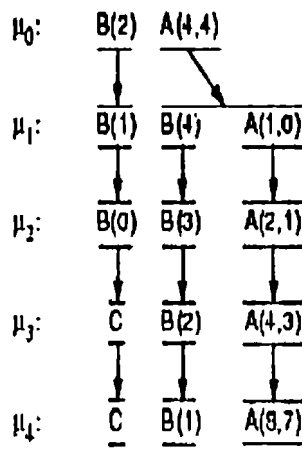 μ₀: B(2) A(4,4)
μ₁: B(1) B(4) A(1,0)
μ₂: B(0) B(3) A(2,1)
μ₃: C B(2) A(4,3)
μ₄: C B(1) A(8,7)